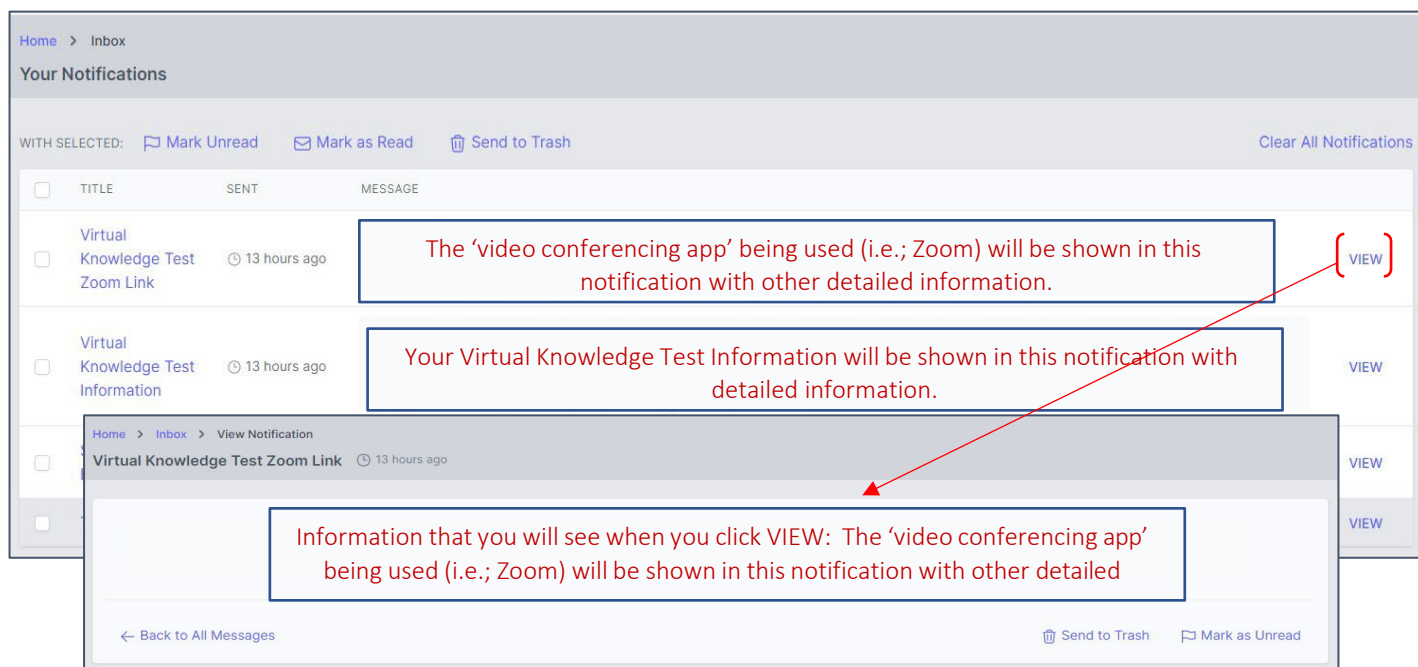 Home > Inbox
Your Notifications
WITH SELECTED: Mark Unread Mark as Read Send to Trash Clear All Notifications
TITLE SENT MESSAGE
Virtual
Knowledge Test
Zoom Link
13 hours ago
The ‘video conferencing app’ being used (i.e.; Zoom) will be shown in this
notification with other detailed information.
VIEW
Virtual
Knowledge Test
Information
13 hours ago
Your Virtual Knowledge Test Information will be shown in this notification with
detailed information.
VIEW
VIEW
VIEW
Home > Inbox > View Notification
Virtual Knowledge Test Zoom Link 13 hours ago
Information that you will see when you click VIEW: The ‘video conferencing app’
being used (i.e.; Zoom) will be shown in this notification with other detailed
← Back to All Messages Send to Trash Mark as Unread